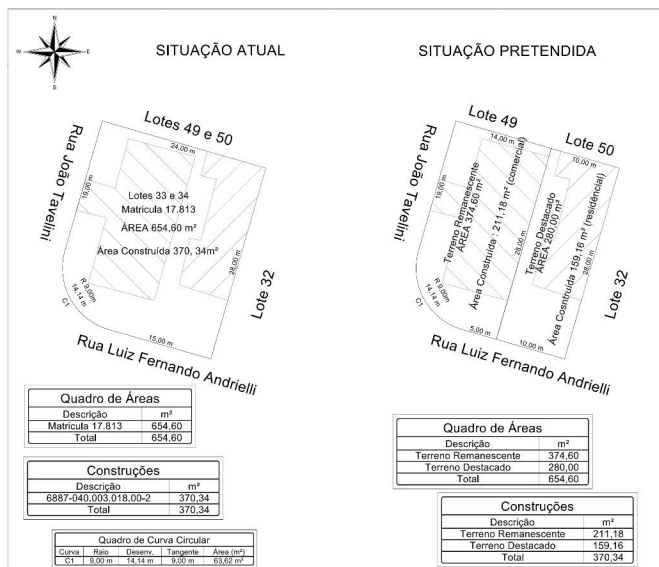 N
W
E
S
SITUAÇÃO ATUAL
Lotes 49 e 50
24,00 m
Rua João Tavelini
19,00 m
Lotes 33 e 34
Matricula 17.813
ÁREA 654,60 m²
Área Construída 370, 34m²
28,00 m
Lote 32
R 9,00m
14,14 m
C1
15,00 m
Rua Luiz Fernando Andrielli
Quadro de Áreas
Descrição m²
Matricula 17.813 654,60
Total 654,60
Construções
Descrição m²
6887-040.003.018.00-2 370,34
Total 370,34
Quadro de Curva Circular
Curva Raio Desenv. Tangente Área (m²)
C1 9,00 m 14,14 m 9,00 m 63,62 m²
SITUAÇÃO PRETENDIDA
Lote 49
Lote 50
14,00 m
10,00 m
Rua João Tavelini
19,00 m
Terreno Remanescente
ÁREA 374,60 m²
Área Construída : 211,18 m² (comercial)
28,00 m
Terreno Destacado
ÁREA 280,00 m²
Área Cosntruída 159,16 m² (residêncial)
28,00 m
Lote 32
R 9,00m
14,14 m
C1
5,00 m
10,00 m
Rua Luiz Fernando Andrielli
Quadro de Áreas
Descrição m²
Terreno Remanescente 374,60
Terreno Destacado 280,00
Total 654,60
Construções
Descrição m²
Terreno Remanescente 211,18
Terreno Destacado 159,16
Total 370,34